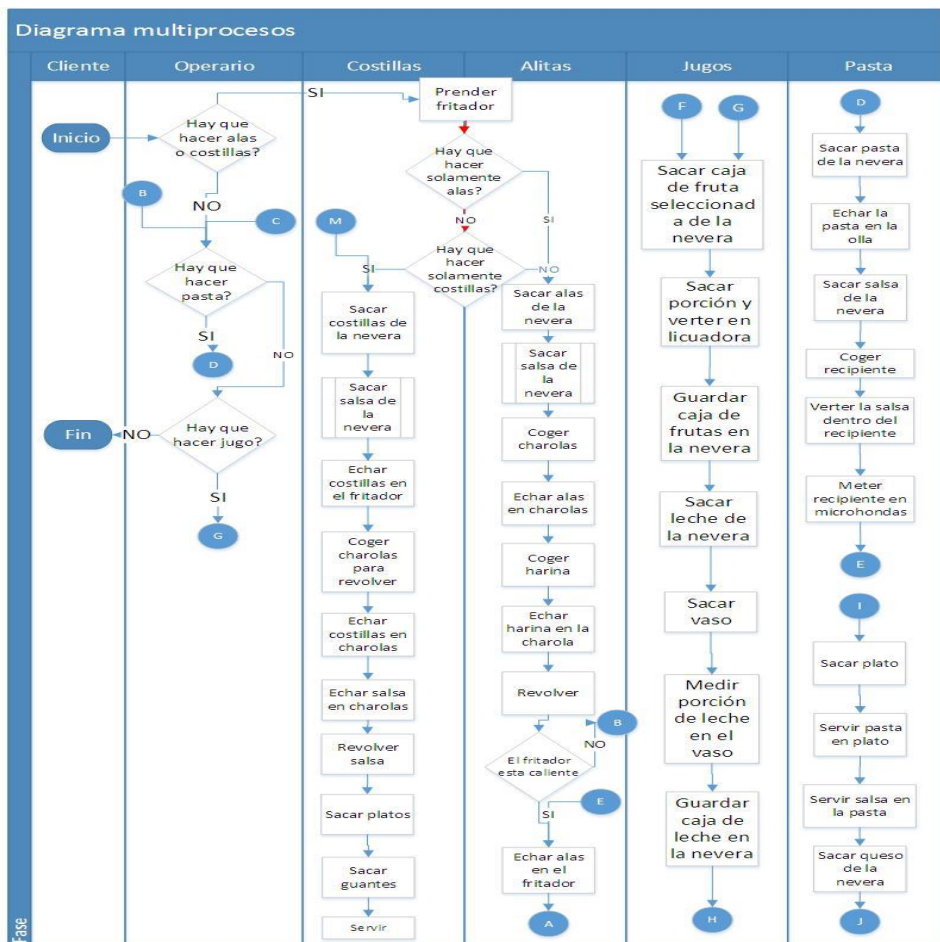 Diagrama multiprocesos
Cliente
Operario
Costillas
Alitas
Jugos
Pasta
Fase
Inicio
Fin
Hay que
hacer alas
o costillas?
SI
NO
B
C
Hay que
hacer
pasta?
SI
NO
D
Hay que
hacer jugo?
NO
SI
G
Prender
fritador
Hay que
hacer
solamente
alas?
NO
SI
M
Hay que
hacer
solamente
costillas?
SI
NO
Sacar
costillas de
la nevera
Sacar
salsa de
la
nevera
Echar
costillas en
el fritador
Coger
charolas
para
revolver
Echar
costillas en
charolas
Echar salsa
en charolas
Revolver
salsa
Sacar platos
Sacar
guantes
Servir
Sacar alas
de la
nevera
Sacar
salsa de
la
nevera
Coger
charolas
Echar alas
en charolas
Coger
harina
Echar
harina en la
charola
Revolver
B
NO
El fritador
esta caliente
E
SI
Echar alas
en el
fritador
A
F
G
Sacar caja
de fruta
seleccionad
a de la
nevera
Sacar
porción y
verter en
licuadora
Guardar
caja de
frutas en
la nevera
Sacar
leche de
la nevera
Sacar
vaso
Medir
porción
de leche
en el
vaso
Guardar
caja de
leche en
la nevera
H
D
Sacar pasta
de la nevera
Echar la
pasta en la
olla
Sacar salsa
de la
nevera
Coger
recipiente
Verter la salsa
dentro del
recipiente
Meter
recipiente en
microhondas
E
I
Sacar plato
Servir pasta
en plato
Servir salsa en
la pasta
Sacar queso
de la
nevera
J